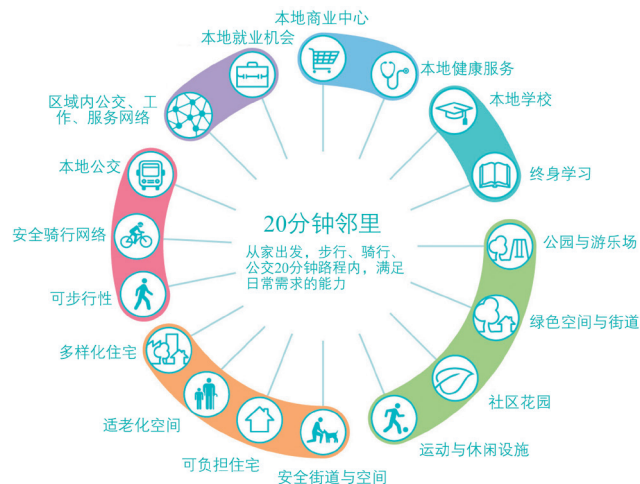 本地商业中心
本地就业机会
本地健康服务
区域内公交、工
作、服务网络
本地学校
本地公交
终身学习
20分钟邻里
安全骑行网络
从家出发，步行、骑行、
公交20分钟路程内，满足
日常需求的能力
公园与游乐场
可步行性
绿色空间与街道
多样化住宅
社区花园
适老化空间
运动与休闲设施
可负担住宅
安全街道与空间